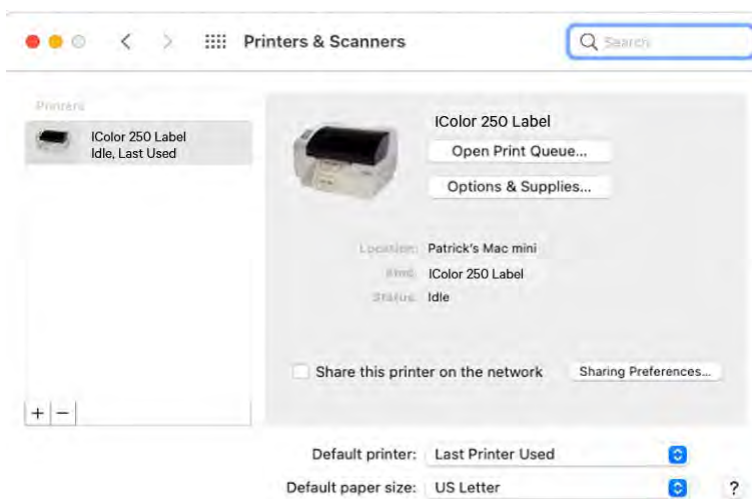 Printers & Scanners
Search
Printers
IColor 250 Label
Idle, Last Used
IColor 250 Label
Open Print Queue...
Options & Supplies...
Location: Patrick's Mac mini
Kind: IColor 250 Label
Status: Idle
Share this printer on the network
Sharing Preferences...
+ −
Default printer: Last Printer Used
Default paper size: US Letter
?